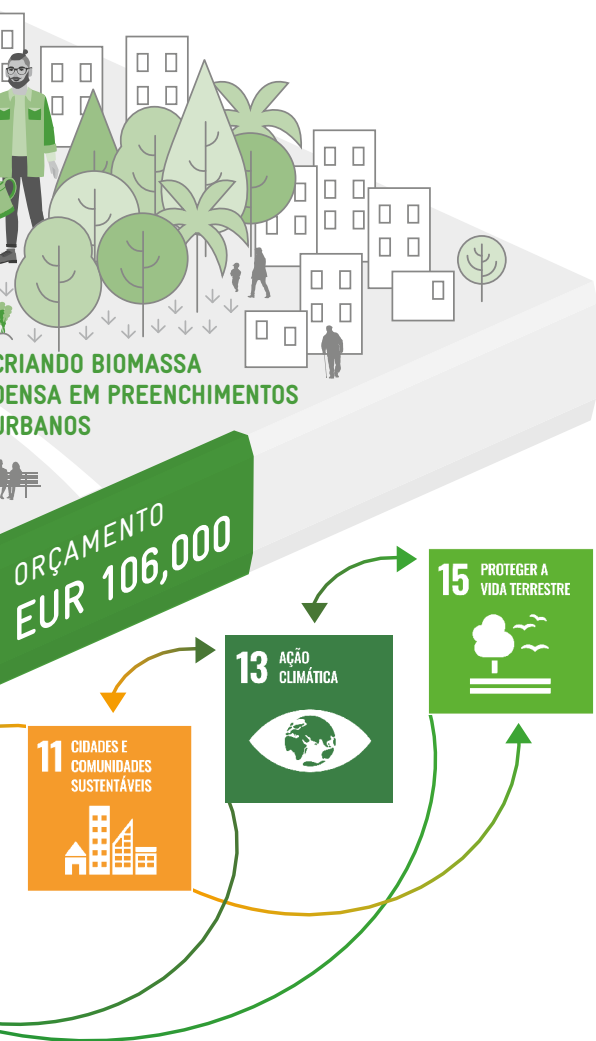 CRIANDO BIOMASSA
DENSA EM PREENCHIMENTOS
URBANOS
ORÇAMENTO
EUR 106,000
15 PROTEGER A
VIDA TERRESTRE
13 AÇÃO
CLIMÁTICA
11 CIDADES E
COMUNIDADES
SUSTENTÁVEIS